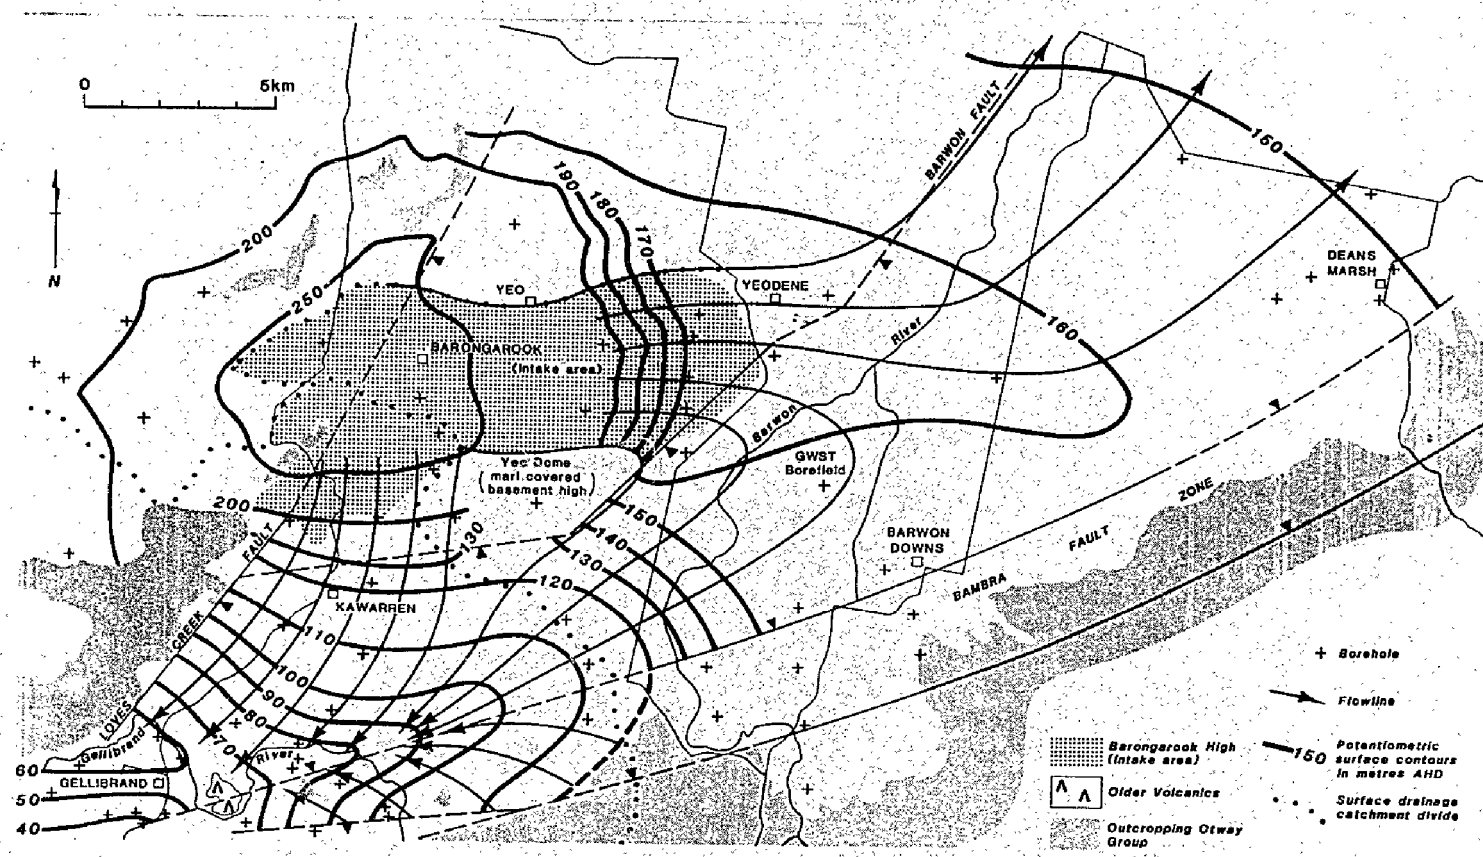 0 5km
N
BARWON FAULT
150
200
190
180
170
250
YEO
YEODENE
DEANS
MARSH
BARONGAROOK
(Intake area)
River
160
Barwon
Yeo Dome
(marl covered
basement high)
GWST
Borefield
200
130
150
140
130
120
FAULT
BARWON
DOWNS
FAULT
ZONE
BAMBRA
KAWARREN
CREEK
110
100
90
80
70
LOVES
Gellibrand
River
60
GELLIBRAND
50
40
+ Borehole
Flowline
Barongarook High
(Intake area)
150 Potentiometric
surface contours
in metres AHD
Older Volcanics
Surface drainage
catchment divide
Outcropping Otway
Group